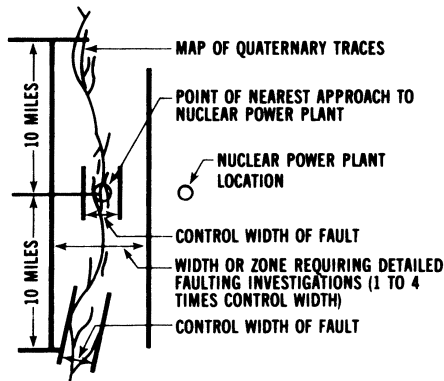 MAP OF QUATERNARY TRACES
10 MILES
POINT OF NEAREST APPROACH TO
NUCLEAR POWER PLANT
NUCLEAR POWER PLANT
LOCATION
CONTROL WIDTH OF FAULT
10 MILES
WIDTH OR ZONE REQUIRING DETAILED
FAULTING INVESTIGATIONS (1 TO 4
TIMES CONTROL WIDTH)
CONTROL WIDTH OF FAULT